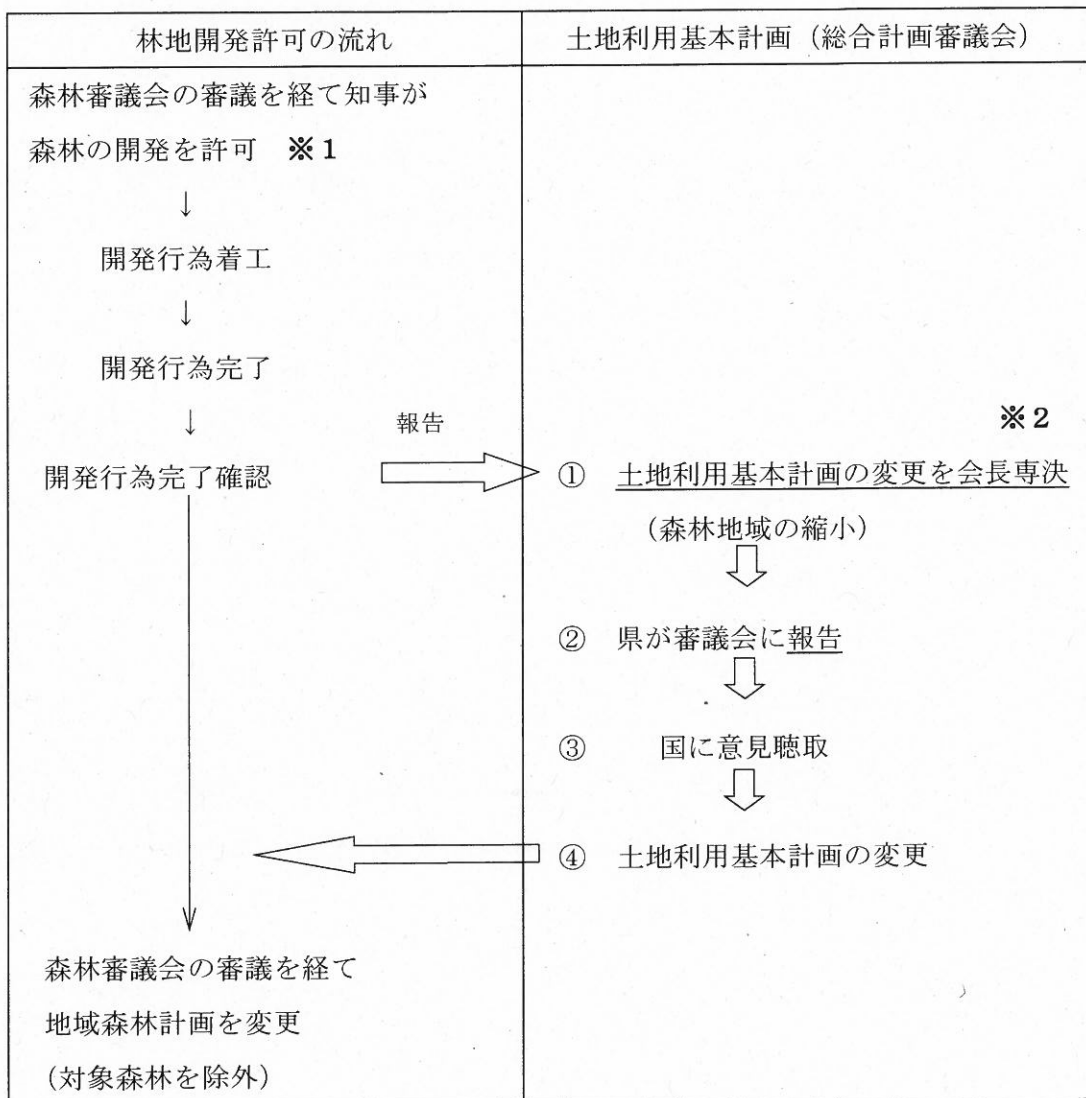 林地開発許可の流れ
土地利用基本計画（総合計画審議会）
森林審議会の審議を経て知事が
森林の開発を許可　※1
↓
開発行為着工
↓
開発行為完了
↓
開発行為完了確認
報告
※2
① 土地利用基本計画の変更を会長専決
(森林地域の縮小)
② 県が審議会に報告
③ 国に意見聴取
④ 土地利用基本計画の変更
森林審議会の審議を経て
地域森林計画を変更
(対象森林を除外)